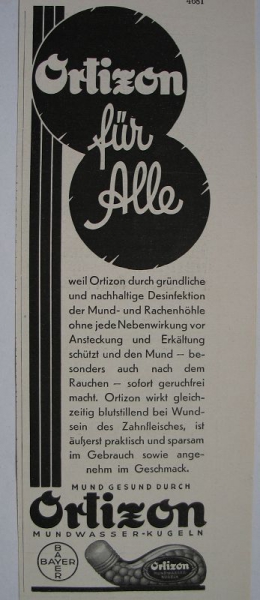 4081
Ortizon
für
Alle
weil Ortizon durch gründliche
und nachhaltige Desinfektion
der Mund- und Rachenhöhle
ohne jede Nebenwirkung vor
Ansteckung und Erkältung
schützt und den Mund — be-
sonders auch nach dem
Rauchen — sofort geruchfrei
macht. Ortizon wirkt gleich-
zeitig blutstillend bei Wund-
sein des Zahnfleisches, ist
äußerst praktisch und sparsam
im Gebrauch sowie ange-
nehm im Geschmack.
MUND GESUND DURCH
Ortizon
MUNDWASSER-KUGELN
BAYER
BAYER
Ortizon